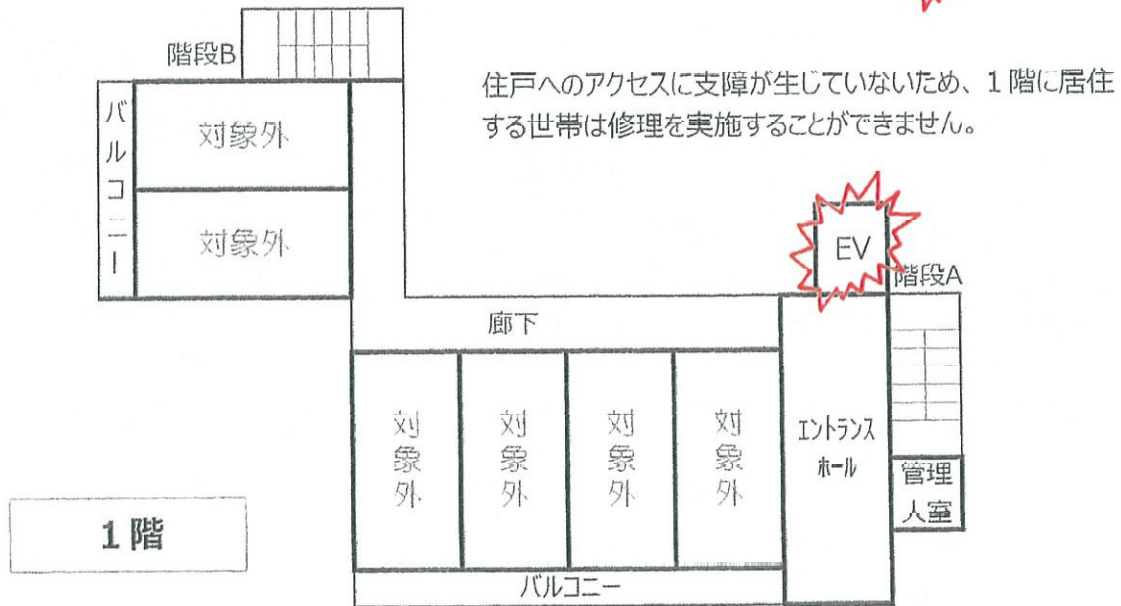 階段B
住戸へのアクセスに支障が生じていないため、1階に居住
する世帯は修理を実施することができません。
バルコニー
対象外
対象外
EV
階段A
廊下
対象外
対象外
対象外
対象外
エントランス
ホール
管理
人室
1階
バルコニー